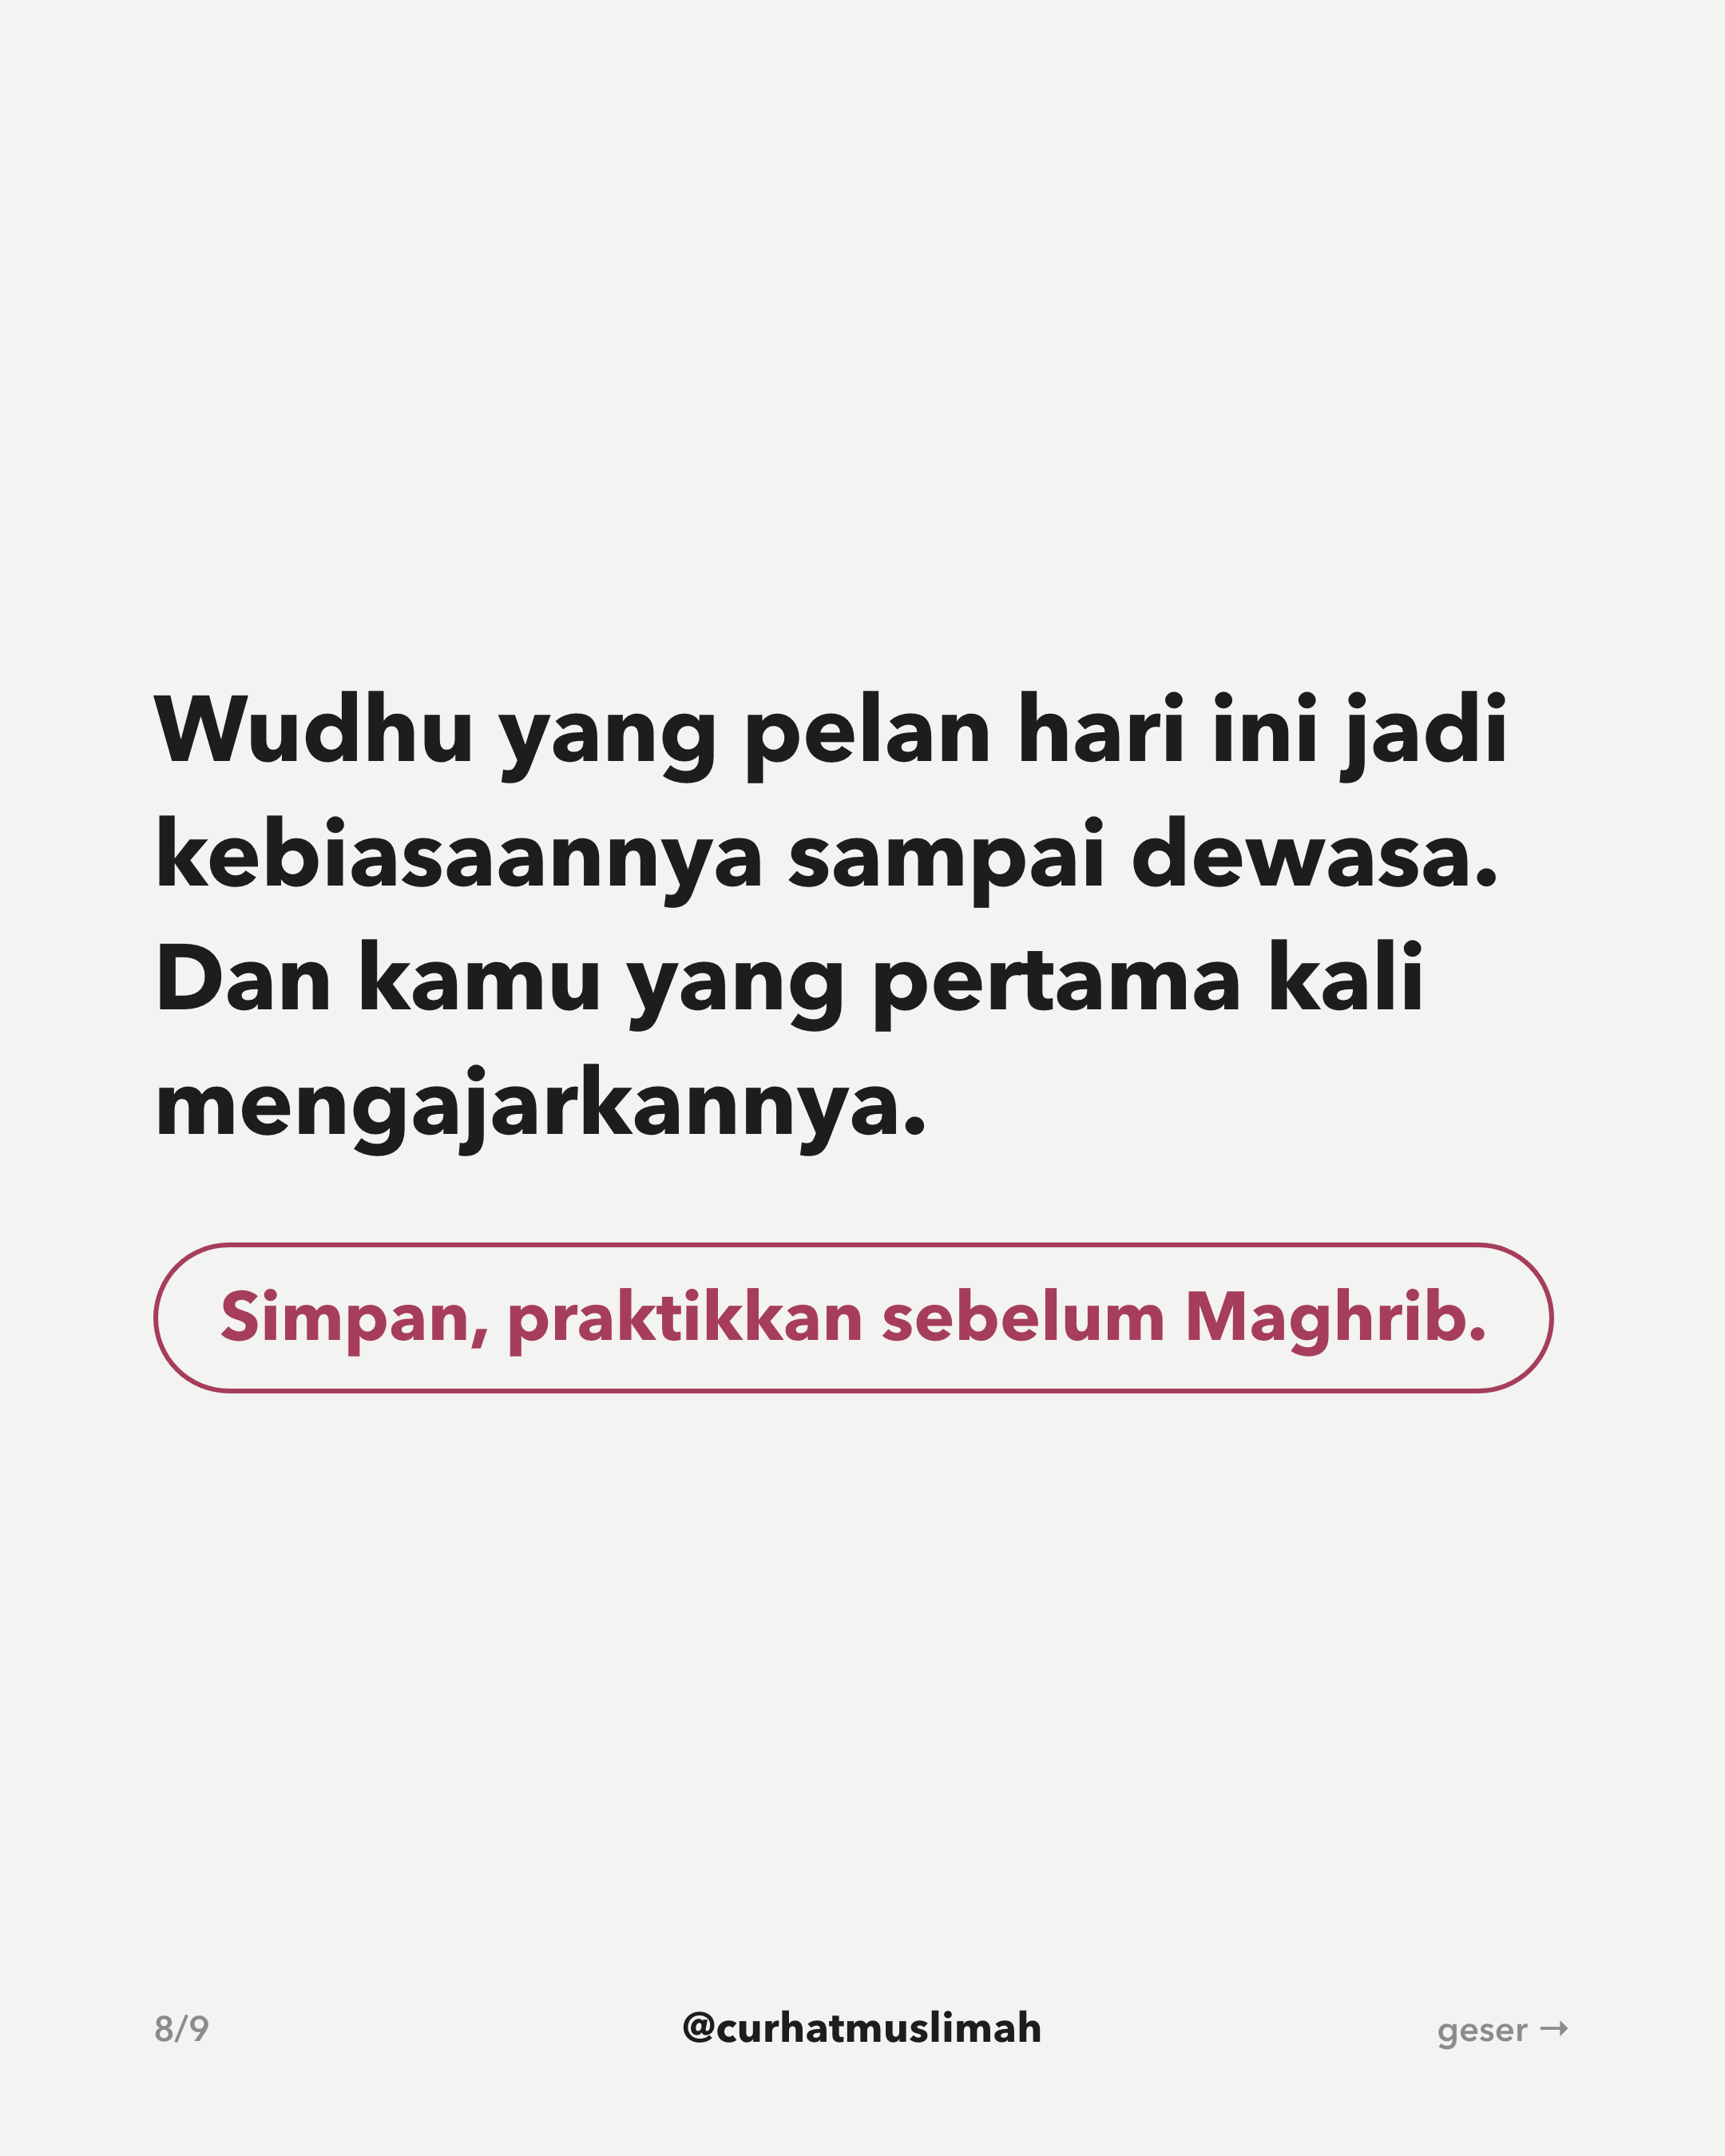 Wudhu yang pelan hari ini jadi
kebiasaannya sampai dewasa.
Dan kamu yang pertama kali
mengajarkannya.
Simpan, praktikkan sebelum Maghrib.
8/9
@curhatmuslimah
geser →